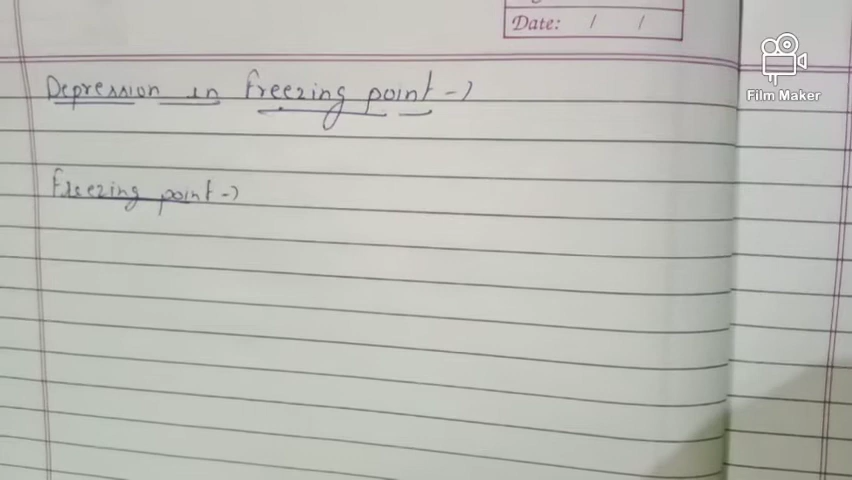 Date: / /
Film Maker
Depression in freezing point →
Freezing point →